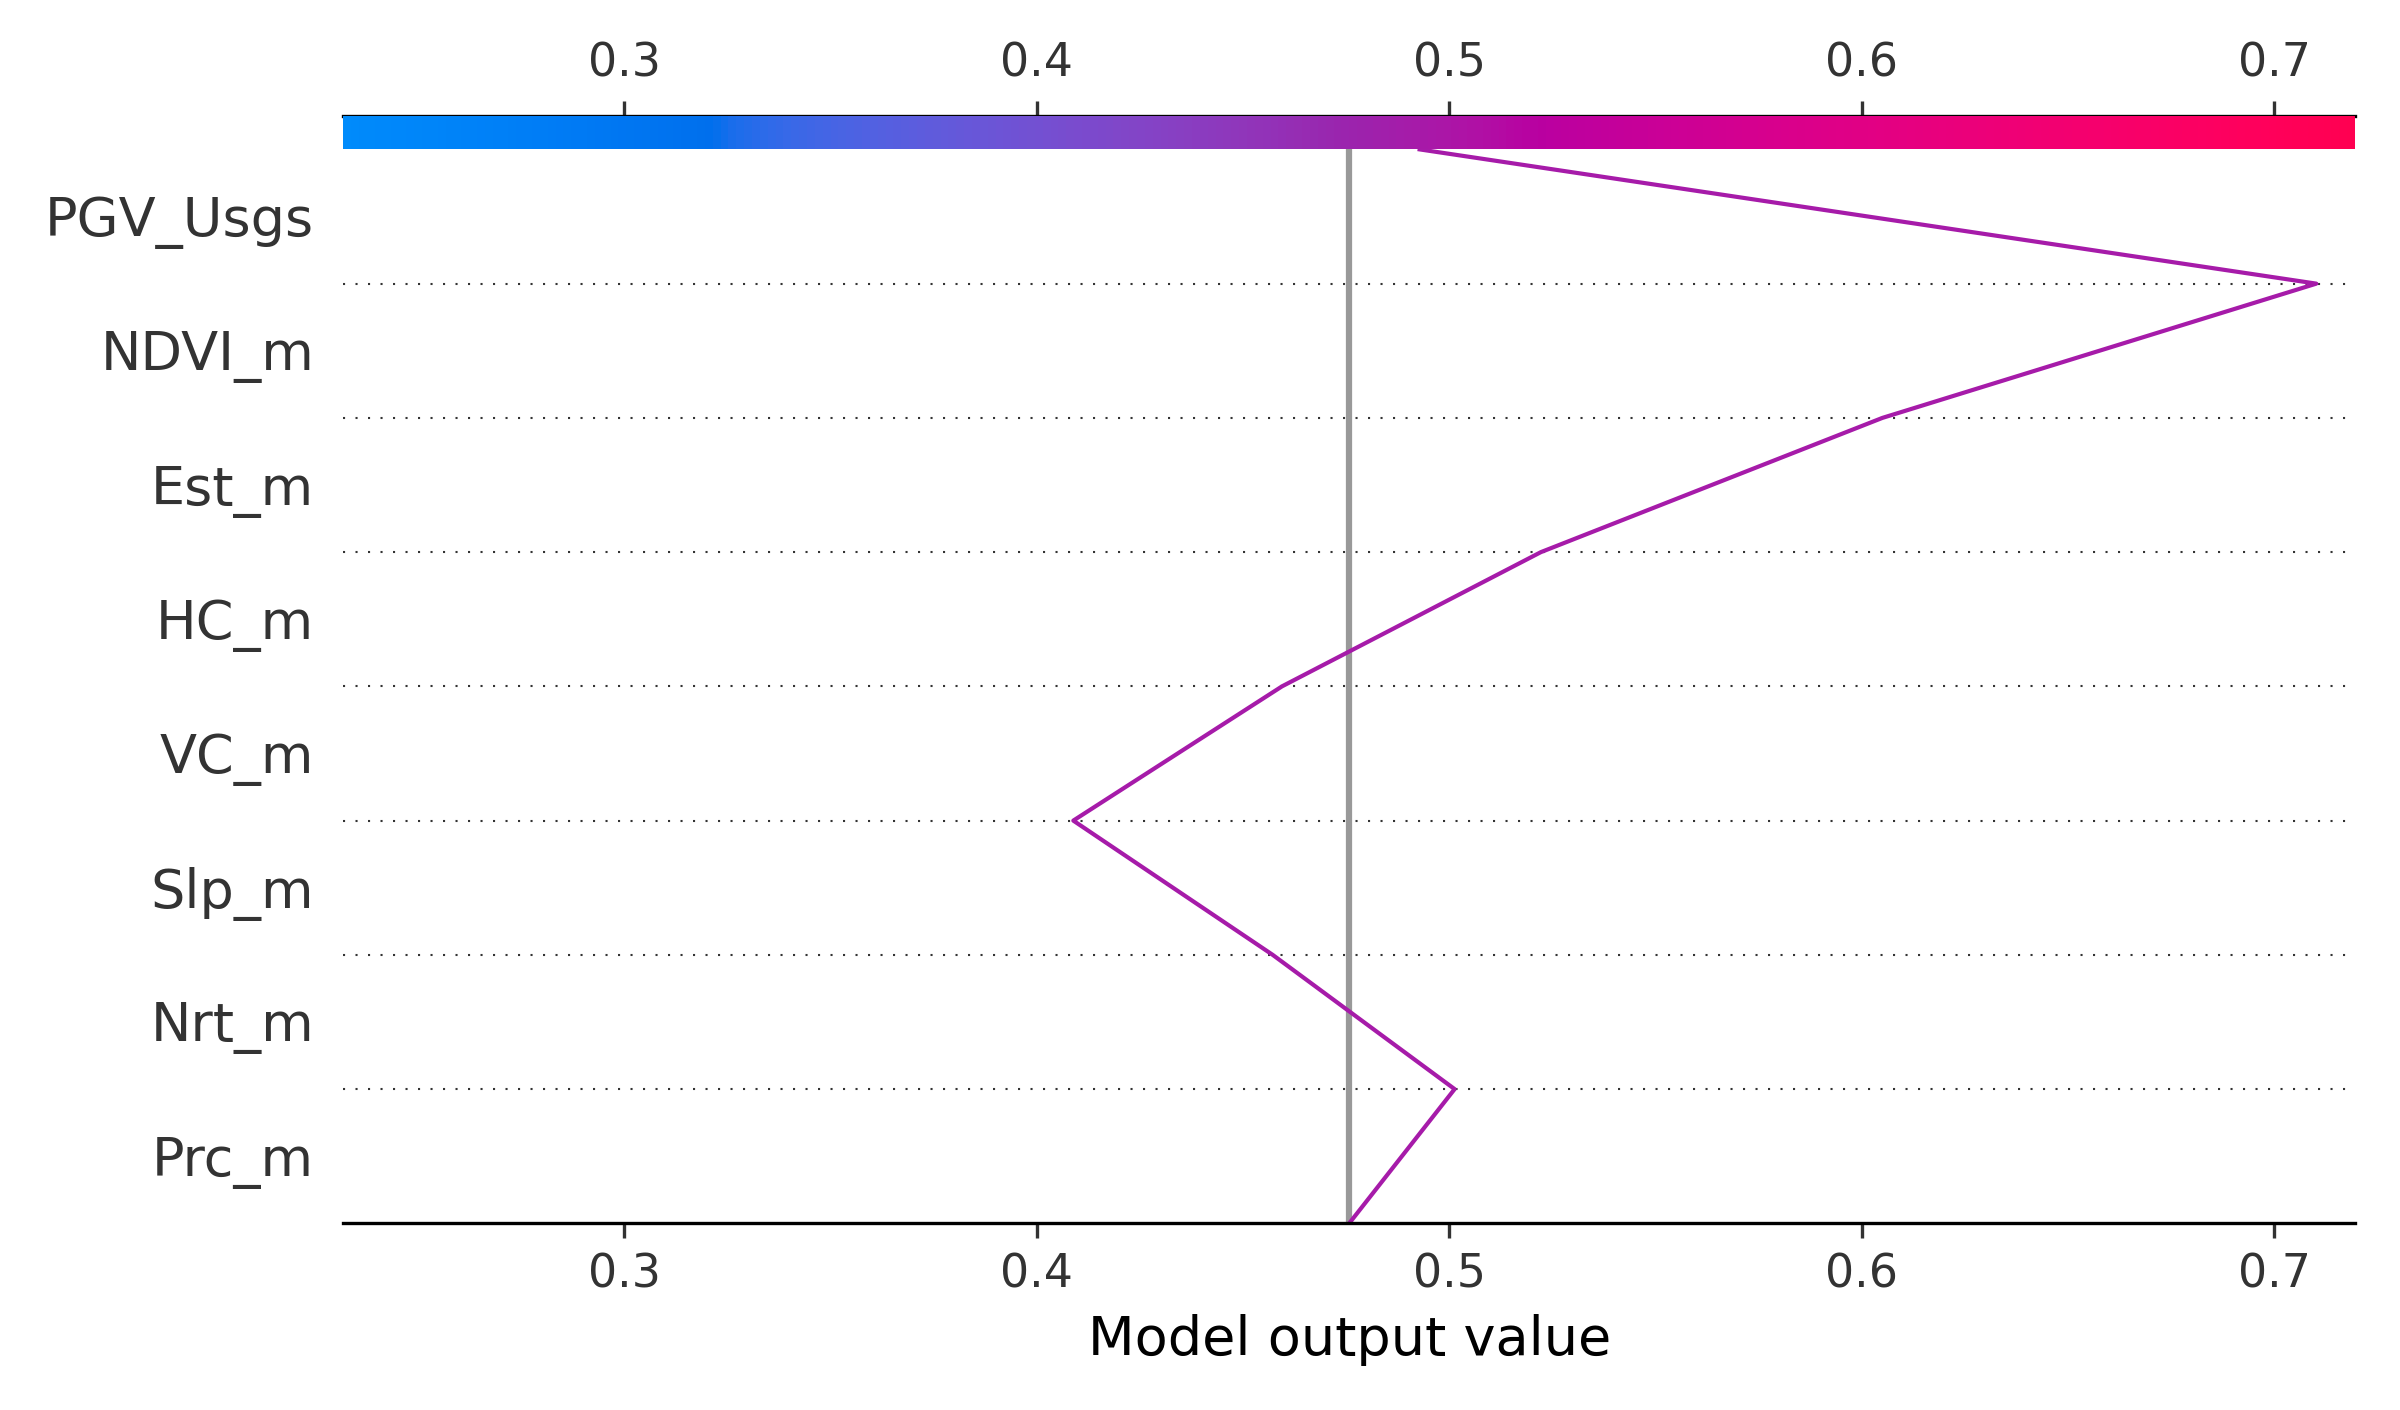 0.3 0.4 0.5 0.6 0.7
PGV_Usgs
NDVI_m
Est_m
HC_m
VC_m
Slp_m
Nrt_m
Prc_m
0.3 0.4 0.5 0.6 0.7
Model output value